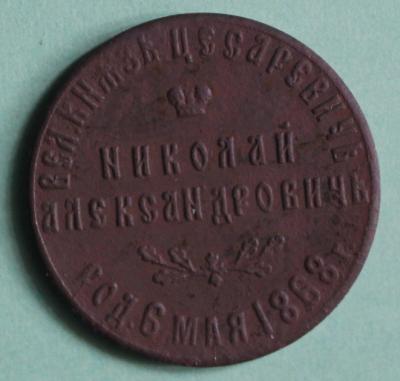 ВЕЛ. КНЯЗЬ ЦЕСАРЕВИЧЪ
НИКОЛАЙ
АЛЕКСАНДРОВИЧЪ
РОД. 6 МАЯ 1868 г.